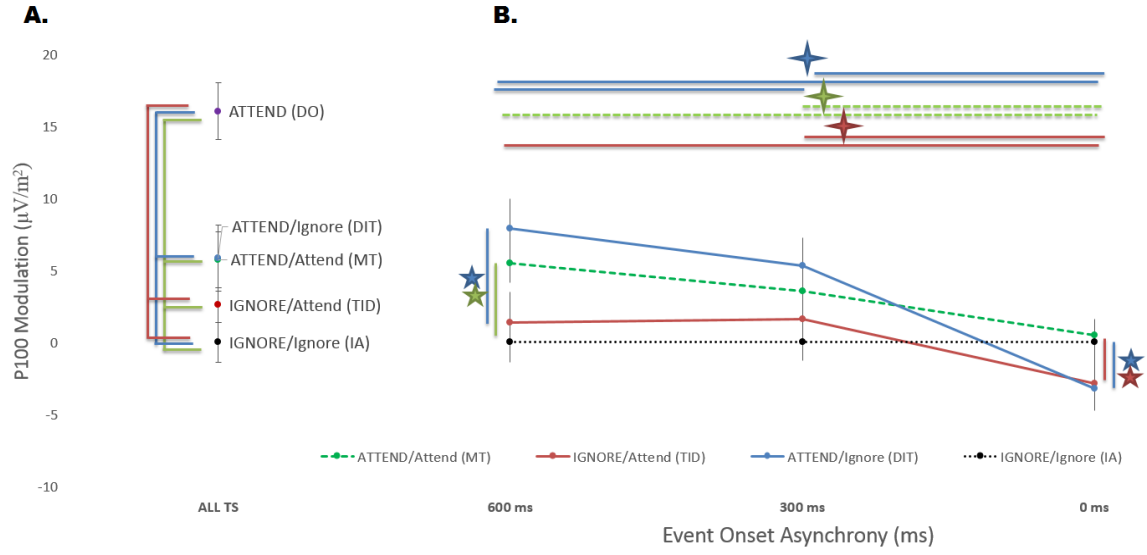 A.
B.
20
15
10
5
0
-5
-10
P100 Modulation (µV/m²)
ATTEND (DO)
ATTEND/Ignore (DIT)
ATTEND/Attend (MT)
IGNORE/Attend (TID)
IGNORE/Ignore (IA)
ATTEND/Attend (MT) IGNORE/Attend (TID) ATTEND/Ignore (DIT) IGNORE/Ignore (IA)
ALL TS 600 ms 300 ms 0 ms
Event Onset Asynchrony (ms)